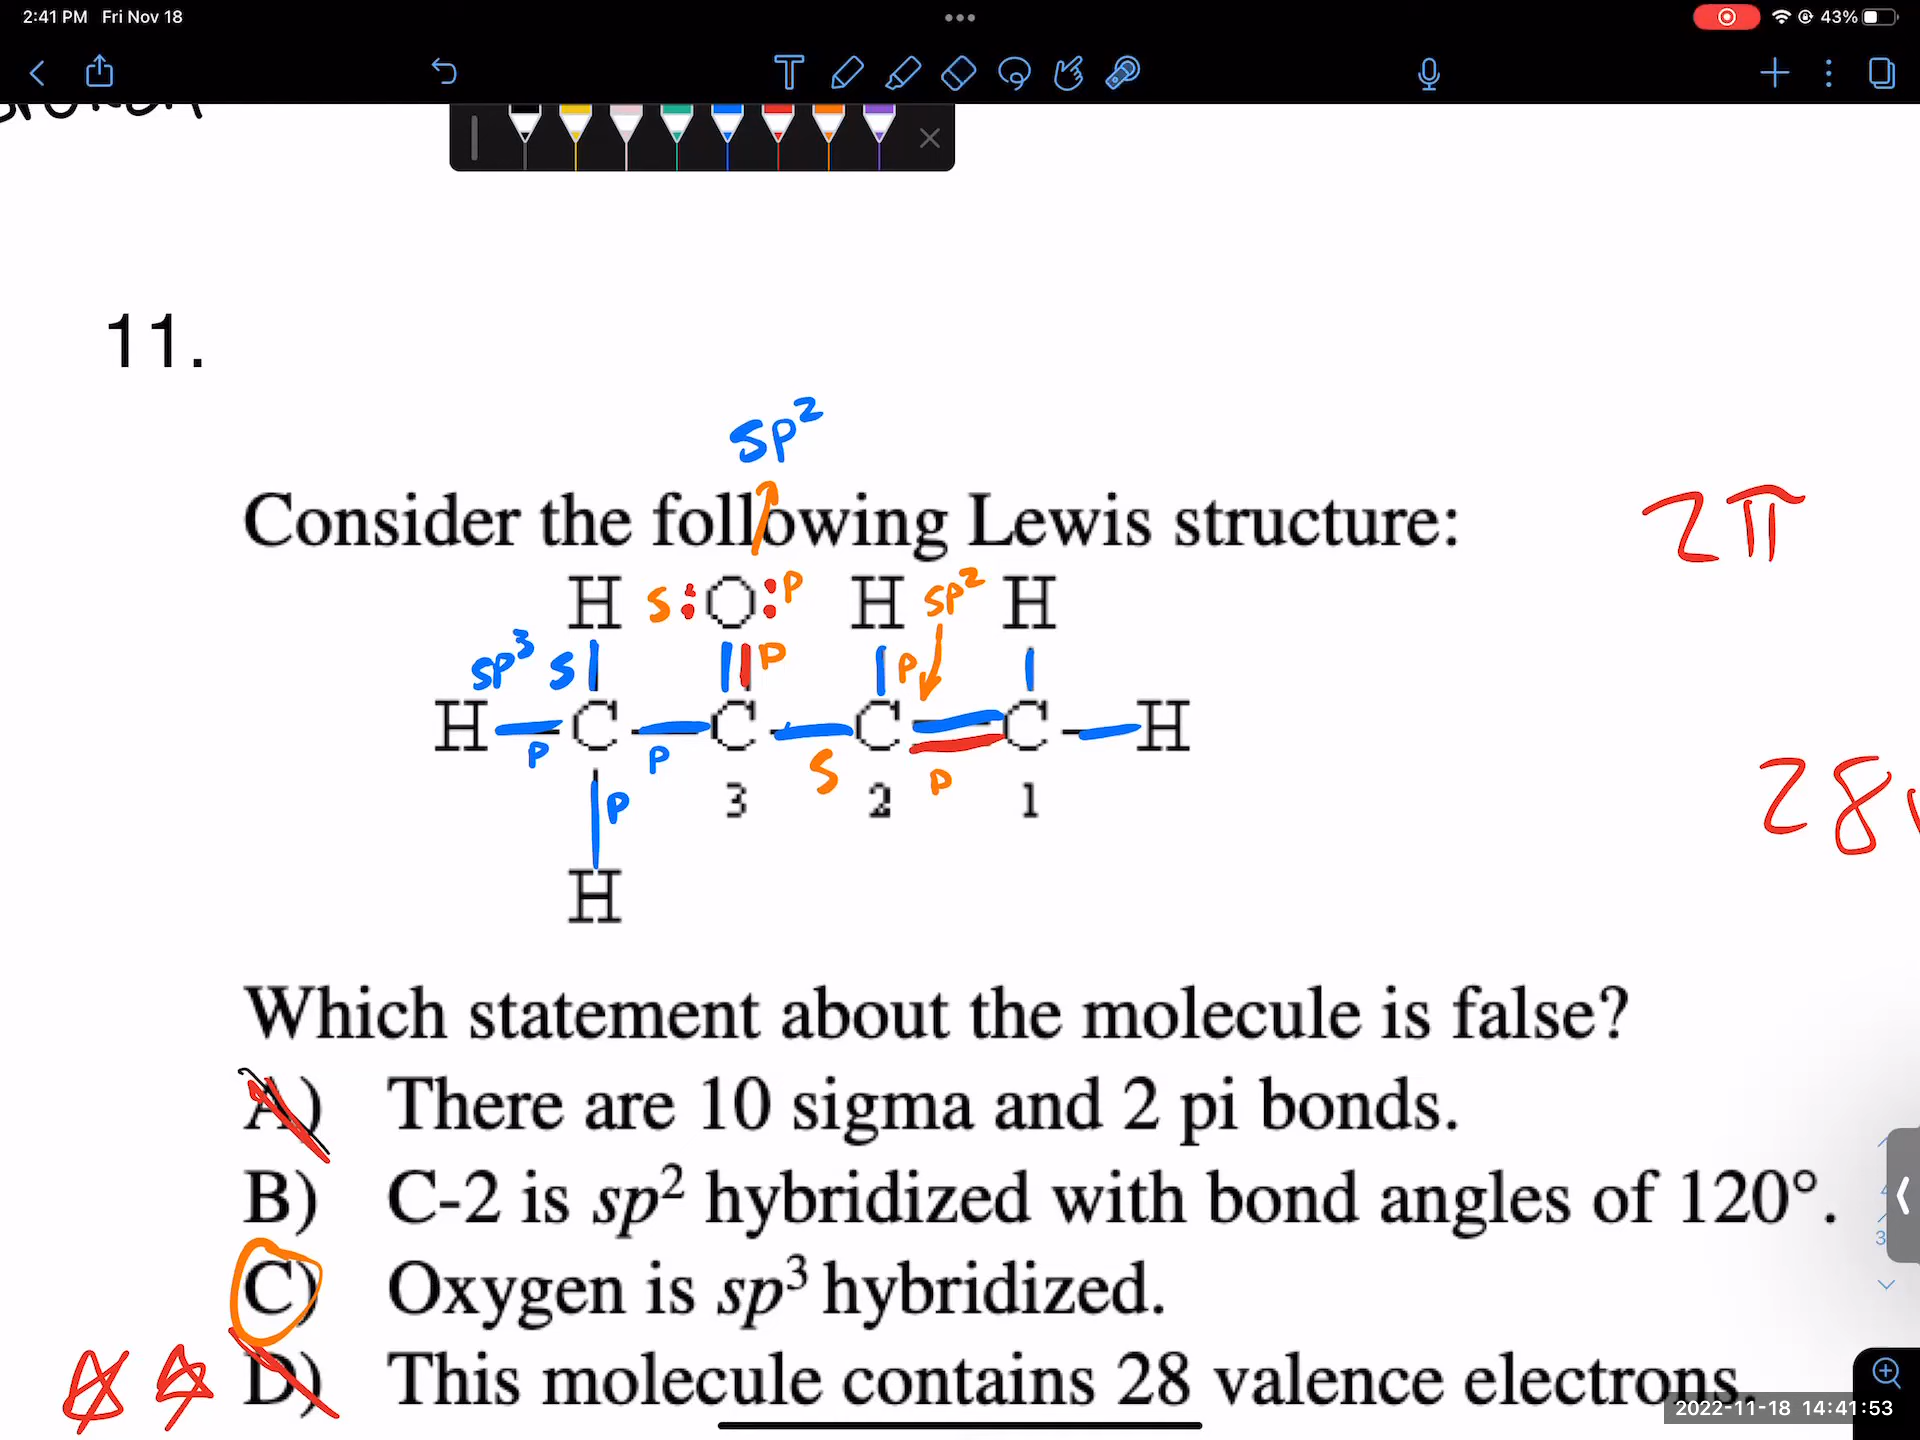 2:41 PM Fri Nov 18
43%
11.
sp²
Consider the following Lewis structure:
2π
H S :O: P H sp² H
sp³ S P P
H C C C C H
P P S P
P 3 2 1
28
H
Which statement about the molecule is false?
A) There are 10 sigma and 2 pi bonds.
B) C-2 is sp² hybridized with bond angles of 120°.
C) Oxygen is sp³ hybridized.
D) This molecule contains 28 valence electrons.
3
2022-11-18 14:41:53